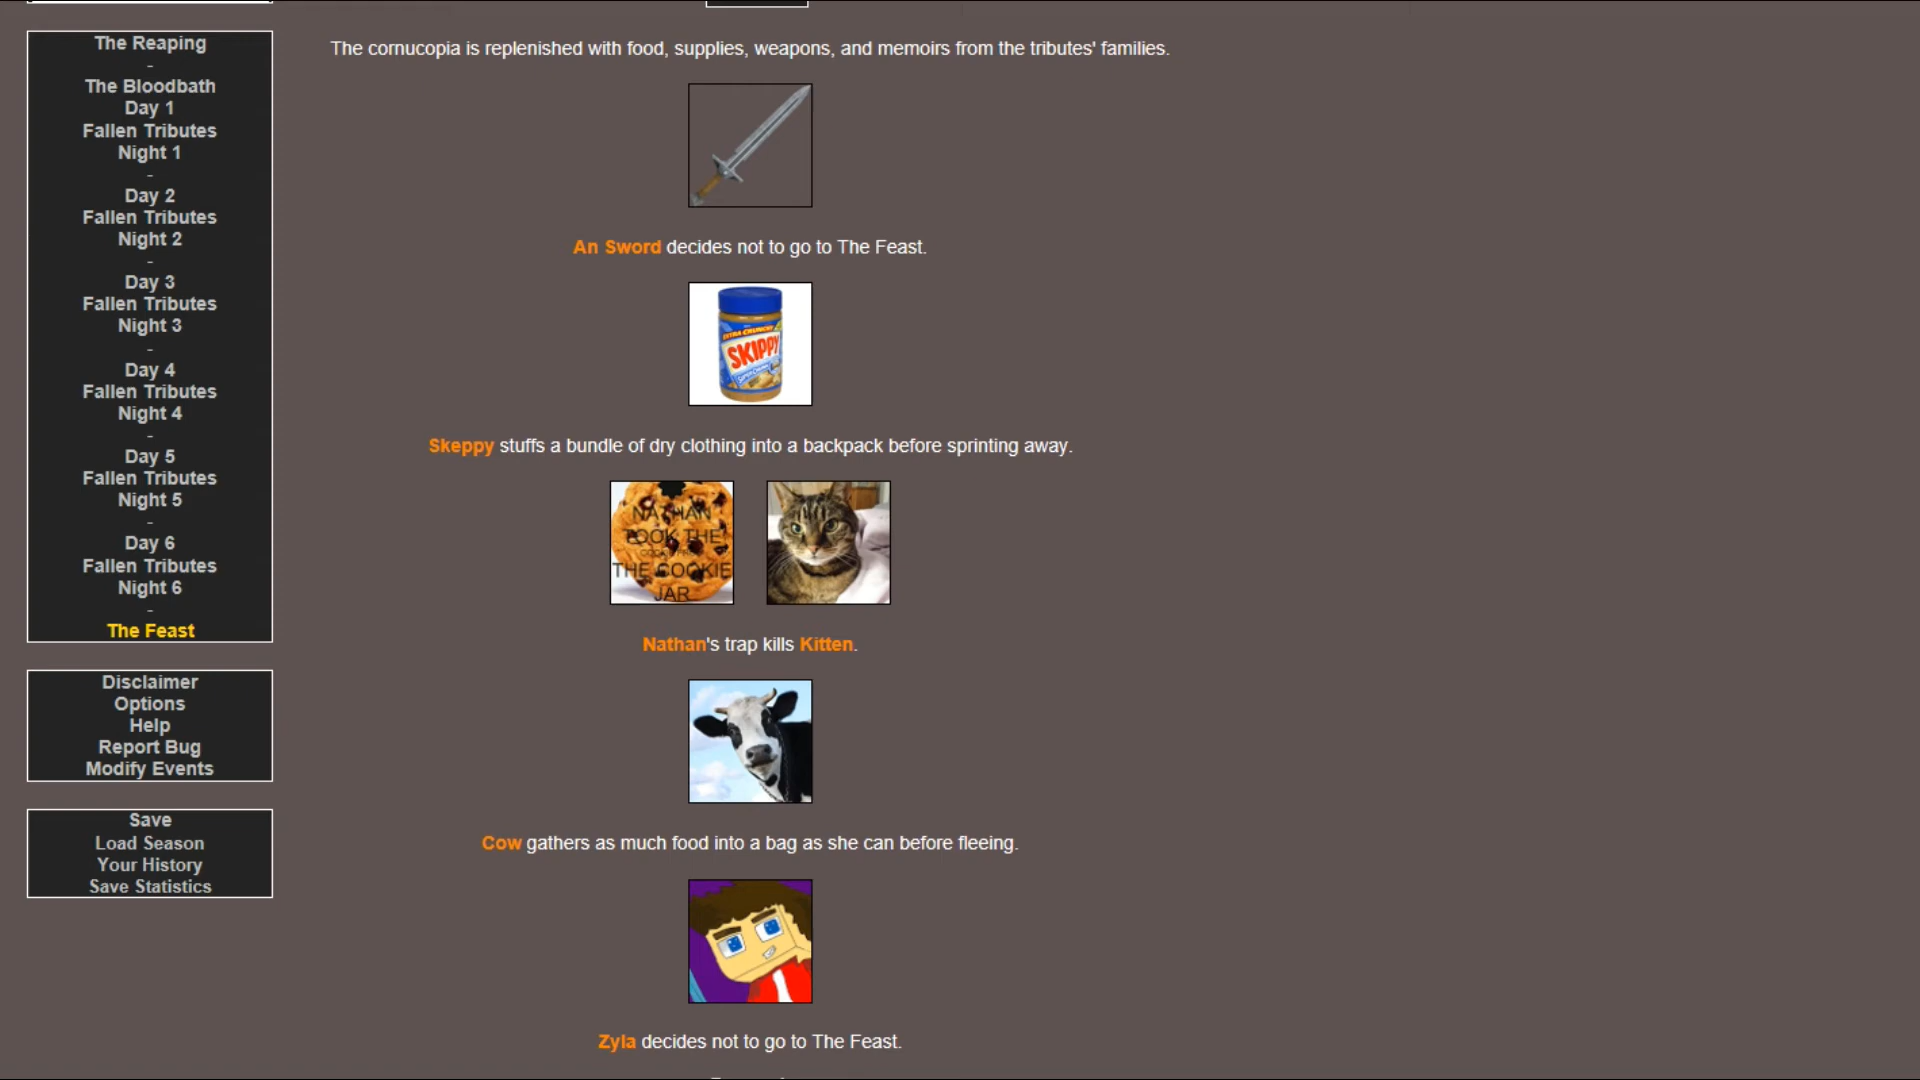 The Reaping
-
The Bloodbath
Day 1
Fallen Tributes
Night 1
-
Day 2
Fallen Tributes
Night 2
-
Day 3
Fallen Tributes
Night 3
-
Day 4
Fallen Tributes
Night 4
-
Day 5
Fallen Tributes
Night 5
-
Day 6
Fallen Tributes
Night 6
-
The Feast
Disclaimer
Options
Help
Report Bug
Modify Events
Save
Load Season
Your History
Save Statistics
The cornucopia is replenished with food, supplies, weapons, and memoirs from the tributes' families.
An Sword decides not to go to The Feast.
EXTRA CRUNCHY
SKIPPY
Skeppy stuffs a bundle of dry clothing into a backpack before sprinting away.
NATHAN
TOOK THE
THE COOKIE
JAR
Nathan's trap kills Kitten.
Cow gathers as much food into a bag as she can before fleeing.
Zyla decides not to go to The Feast.